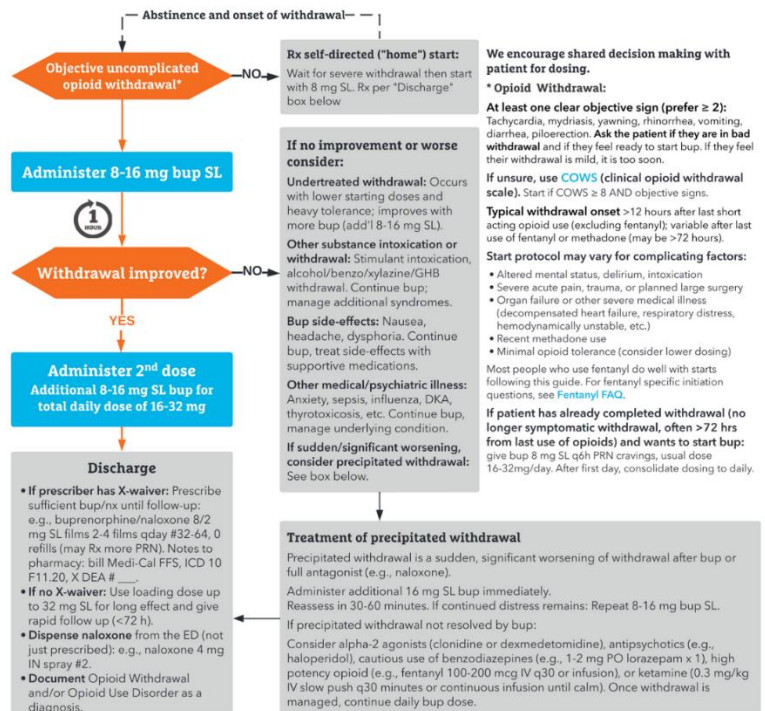 Abstinence and onset of withdrawal
Objective uncomplicated
opioid withdrawal*
NO
Rx self-directed ("home") start:
Wait for severe withdrawal then start
with 8 mg SL. Rx per "Discharge"
box below
Administer 8-16 mg bup SL
1
HOUR
Withdrawal improved?
NO
YES
If no improvement or worse
consider:
Undertreated withdrawal: Occurs
with lower starting doses and
heavy tolerance; improves with
more bup (add'l 8-16 mg SL).
Other substance intoxication or
withdrawal: Stimulant intoxication,
alcohol/benzo/xylazine/GHB
withdrawal. Continue bup;
manage additional syndromes.
Bup side-effects: Nausea,
headache, dysphoria. Continue
bup, treat side-effects with
supportive medications.
Other medical/psychiatric illness:
Anxiety, sepsis, influenza, DKA,
thyrotoxicosis, etc. Continue bup,
manage underlying condition.
If sudden/significant worsening,
consider precipitated withdrawal:
See box below.
Administer 2nd dose
Additional 8-16 mg SL bup for
total daily dose of 16-32 mg
Discharge
• If prescriber has X-waiver: Prescribe
sufficient bup/nx until follow-up:
e.g., buprenorphine/naloxone 8/2
mg SL films 2-4 films qday #32-64, 0
refills (may Rx more PRN). Notes to
pharmacy: bill Medi-Cal FFS, ICD 10
F11.20, X DEA # ___.
• If no X-waiver: Use loading dose up
to 32 mg SL for long effect and give
rapid follow up (<72 h).
• Dispense naloxone from the ED (not
just prescribed): e.g., naloxone 4 mg
IN spray #2.
• Document Opioid Withdrawal
and/or Opioid Use Disorder as a
diagnosis.
We encourage shared decision making with
patient for dosing.
* Opioid Withdrawal:
At least one clear objective sign (prefer ≥ 2):
Tachycardia, mydriasis, yawning, rhinorrhea, vomiting,
diarrhea, piloerection. Ask the patient if they are in bad
withdrawal and if they feel ready to start bup. If they feel
their withdrawal is mild, it is too soon.
If unsure, use COWS (clinical opioid withdrawal
scale). Start if COWS ≥ 8 AND objective signs.
Typical withdrawal onset >12 hours after last short
acting opioid use (excluding fentanyl); variable after last
use of fentanyl or methadone (may be >72 hours).
Start protocol may vary for complicating factors:
• Altered mental status, delirium, intoxication
• Severe acute pain, trauma, or planned large surgery
• Organ failure or other severe medical illness
(decompensated heart failure, respiratory distress,
hemodynamically unstable, etc.)
• Recent methadone use
• Minimal opioid tolerance (consider lower dosing)
Most people who use fentanyl do well with starts
following this guide. For fentanyl specific initiation
questions, see Fentanyl FAQ.
If patient has already completed withdrawal (no
longer symptomatic withdrawal, often >72 hrs
from last use of opioids) and wants to start bup:
give bup 8 mg SL q6h PRN cravings, usual dose
16-32mg/day. After first day, consolidate dosing to daily.
Treatment of precipitated withdrawal
Precipitated withdrawal is a sudden, significant worsening of withdrawal after bup or
full antagonist (e.g., naloxone).
Administer additional 16 mg SL bup immediately.
Reassess in 30-60 minutes. If continued distress remains: Repeat 8-16 mg bup SL.
If precipitated withdrawal not resolved by bup:
Consider alpha-2 agonists (clonidine or dexmedetomidine), antipsychotics (e.g.,
haloperidol), cautious use of benzodiazepines (e.g., 1-2 mg PO lorazepam x 1), high
potency opioid (e.g., fentanyl 100-200 mcg IV q30 or infusion), or ketamine (0.3 mg/kg
IV slow push q30 minutes or continuous infusion until calm). Once withdrawal is
managed, continue daily bup dose.